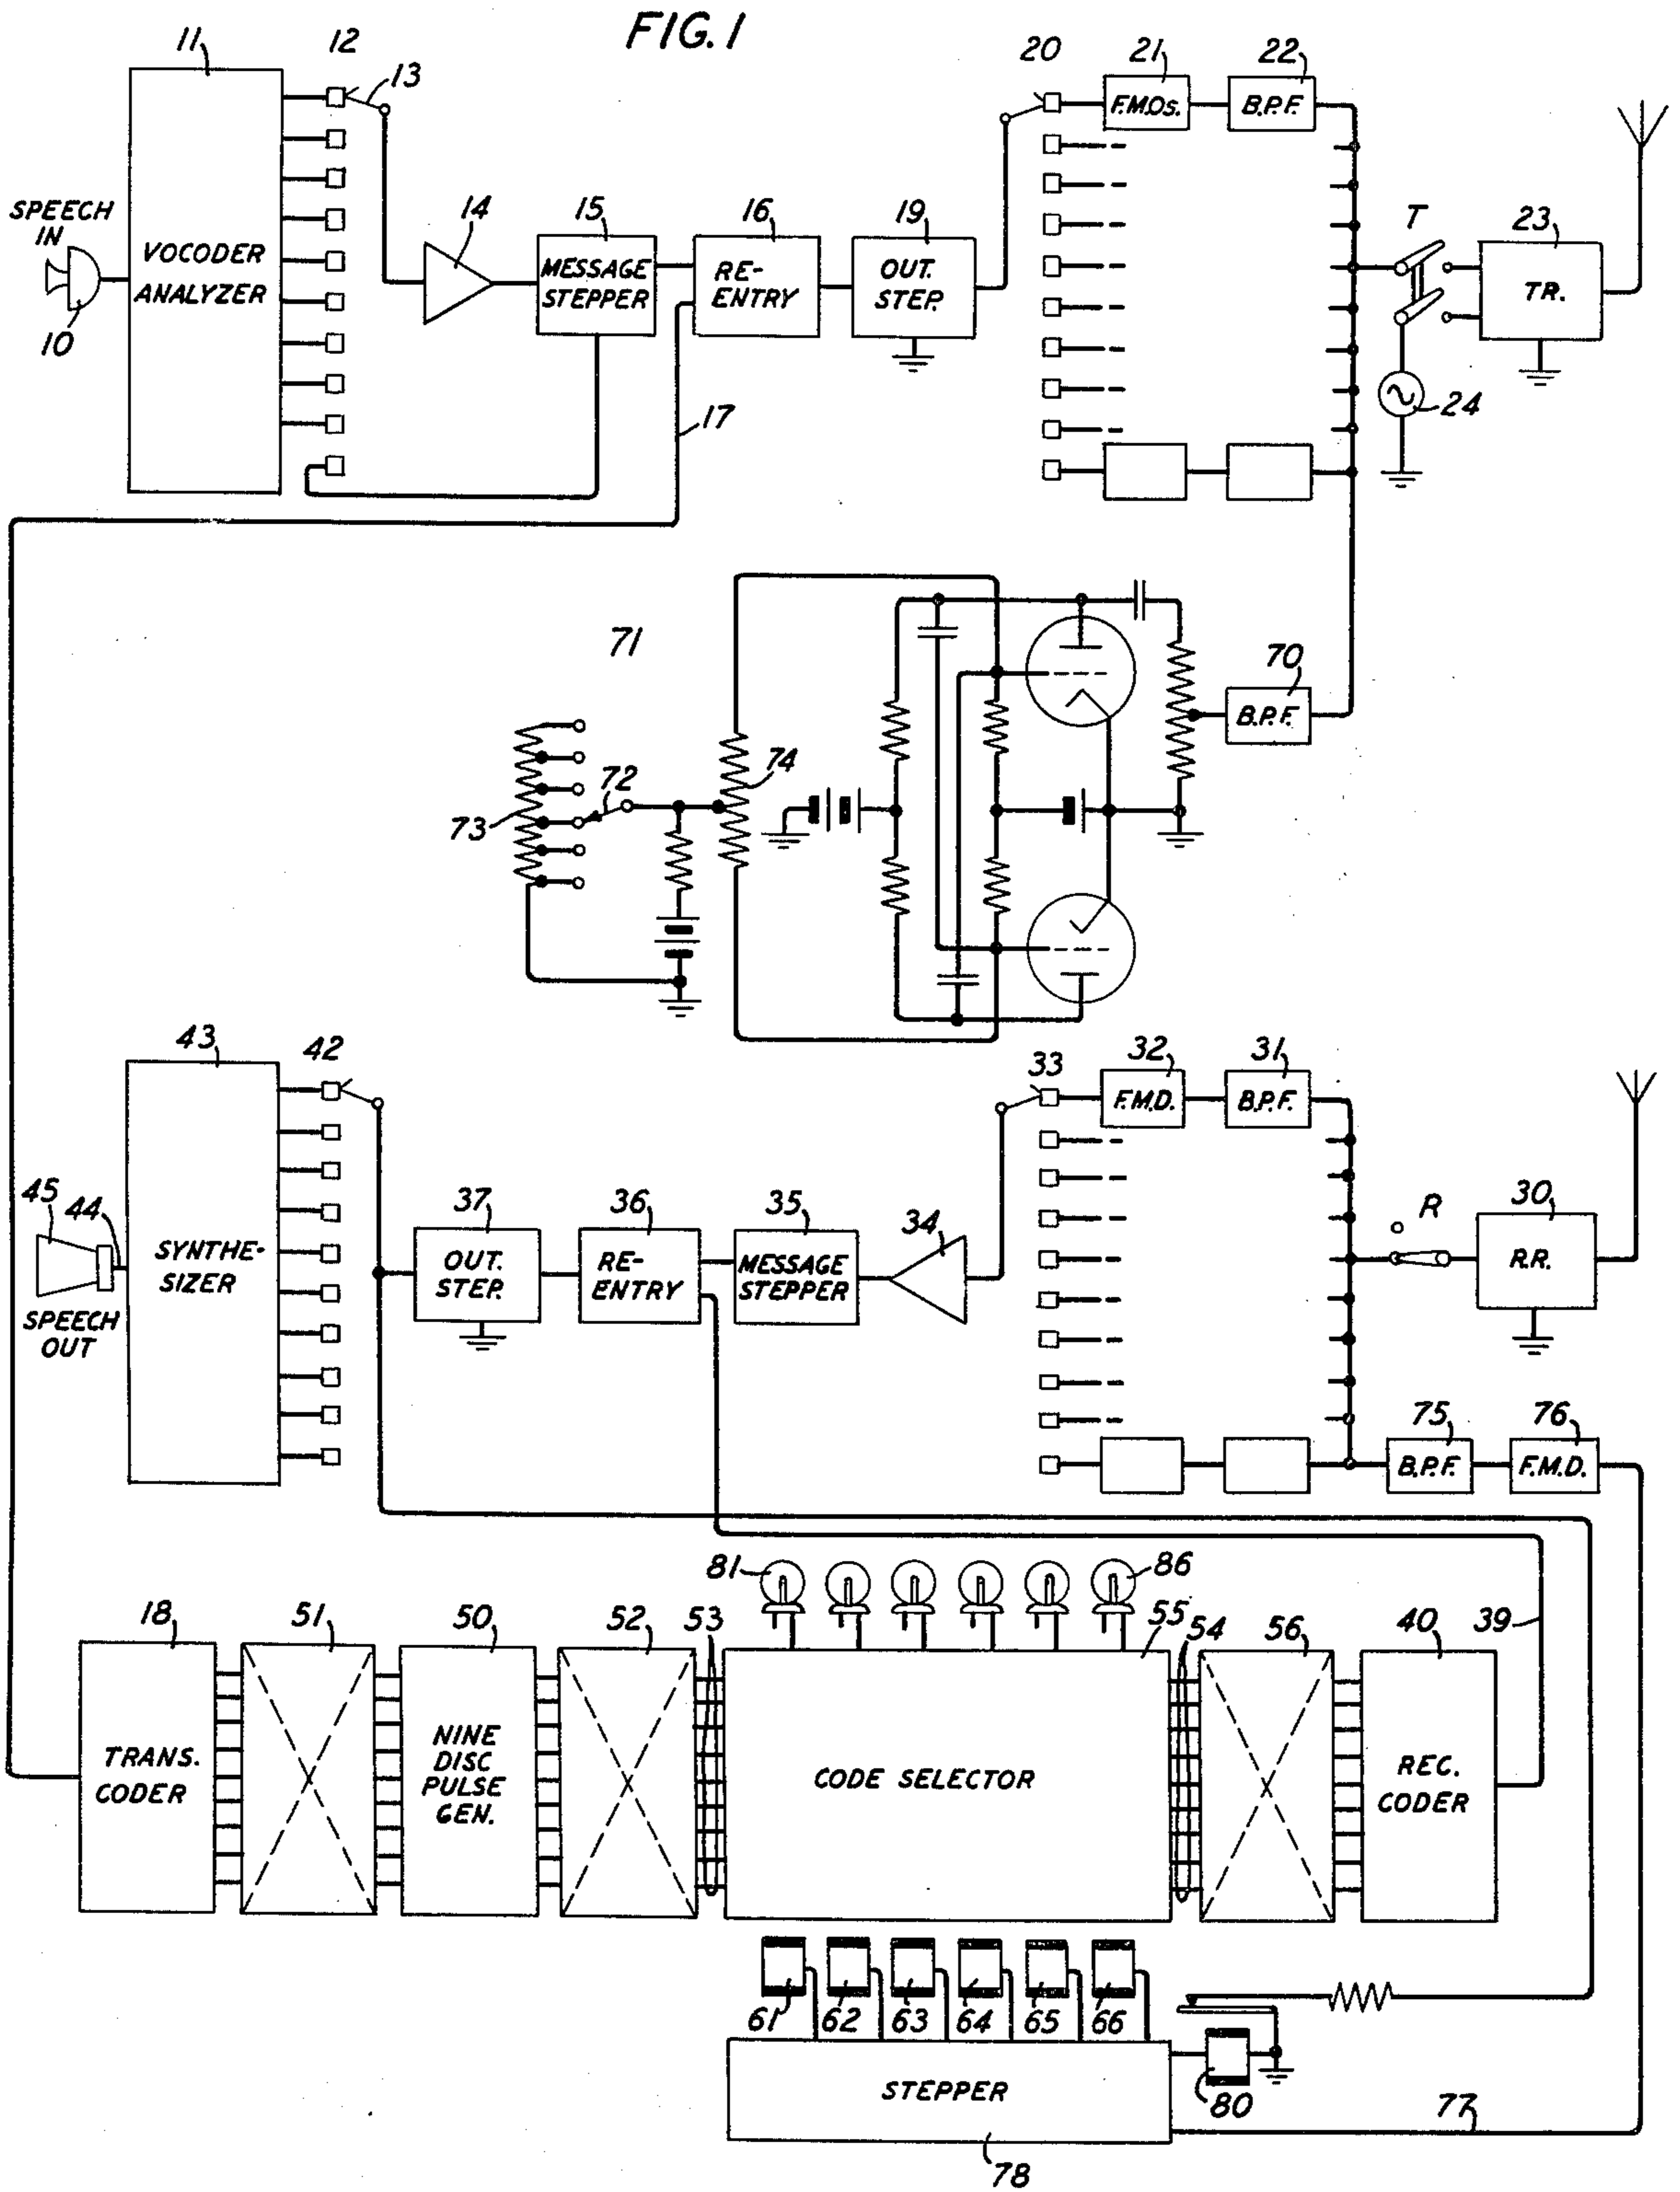 FIG. 1
11
12
13
20
21
22
F.M.OS.
B.P.F.
SPEECH IN
10
VOCODER ANALYZER
14
15
MESSAGE STEPPER
16
RE-ENTRY
17
19
OUT. STEP.
T
23
TR.
24
71
72
73
74
70
B.P.F.
43
42
33
32
31
F.M.D.
B.P.F.
45
44
SPEECH OUT
SYNTHE-SIZER
37
OUT. STEP.
36
RE-ENTRY
35
MESSAGE STEPPER
34
R
30
R.R.
75
B.P.F.
76
F.M.D.
81
86
18
TRANS. CODER
51
50
NINE DISC PULSE GEN.
52
53
55
CODE SELECTOR
54
56
40
REC. CODER
39
61
62
63
64
65
66
STEPPER
80
77
78